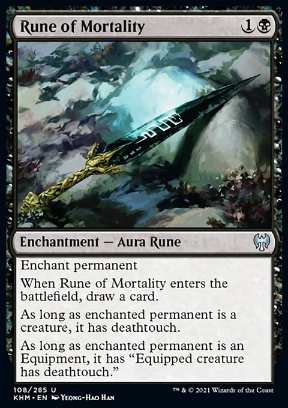 Rune of Mortality 1
Enchantment — Aura Rune
Enchant permanent
When Rune of Mortality enters the
battlefield, draw a card.
As long as enchanted permanent is a
creature, it has deathtouch.
As long as enchanted permanent is an
Equipment, it has “Equipped creature
has deathtouch.”
108/285 U
KHM • EN Yeong-Hao Han
™ & © 2021 Wizards of the Coast